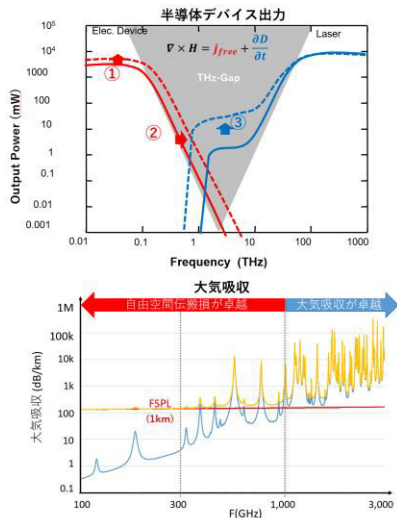 半導体デバイス出力
Elec. Device
Laser
∇ × H = j_free + ∂D/∂t
THz-Gap
①
②
③
10⁵
10⁴
1000
100
10
1
0.1
0.01
0.001
Output Power (mW)
0.01 0.1 1 10 100 1000
Frequency (THz)
大気吸収
自由空間伝搬損が卓越
大気吸収が卓越
1M
100k
10k
1k
100
10
1
0.1
大気吸収 (dB/km)
FSPL
(1km)
100 300 1,000 3,000
F(GHz)